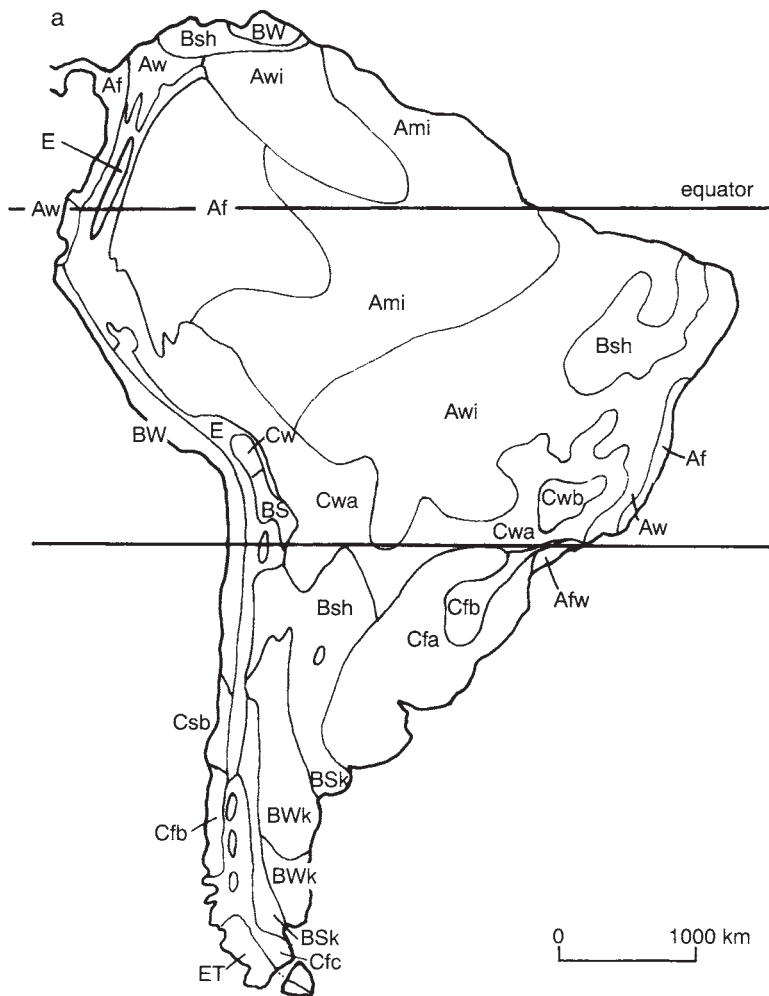 a
Bsh BW
Af Aw Awi
Ami
E
equator
Aw Af
Ami
Bsh
Awi
BW E Cw
Af
Cwa Cwb
BS
Cwa Aw
Bsh Cfb Afw
Cfa
Csb
BSk
BWk
Cfb
BWk
BSk
ET Cfc
0 1000 km